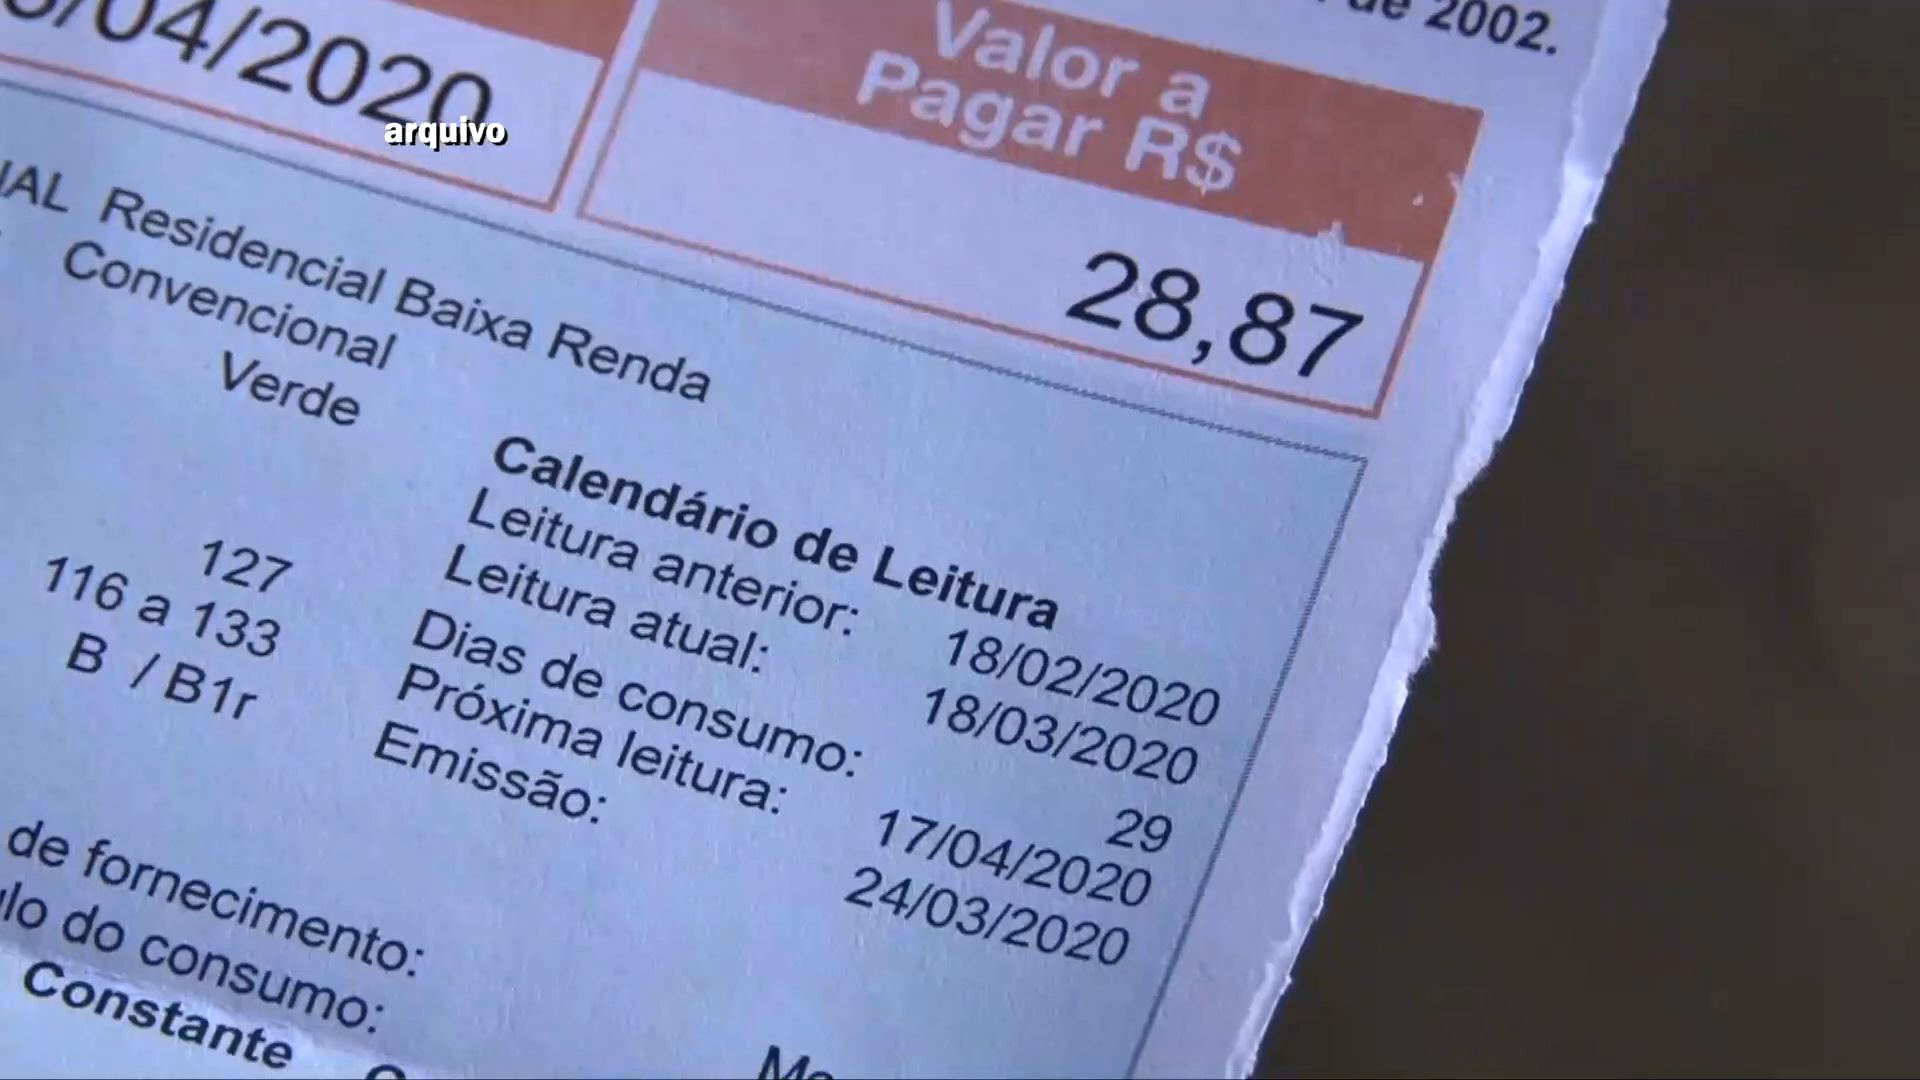 de 2002.
/04/2020
Valor a
Pagar R$
arquivo
28,87
Residencial Baixa Renda
Convencional
Verde
Calendário de Leitura
Leitura anterior: 18/02/2020
Leitura atual: 18/03/2020
Dias de consumo: 29
Próxima leitura: 17/04/2020
Emissão: 24/03/2020
127
116 a 133
B / B1r
de fornecimento:
do consumo:
Constante